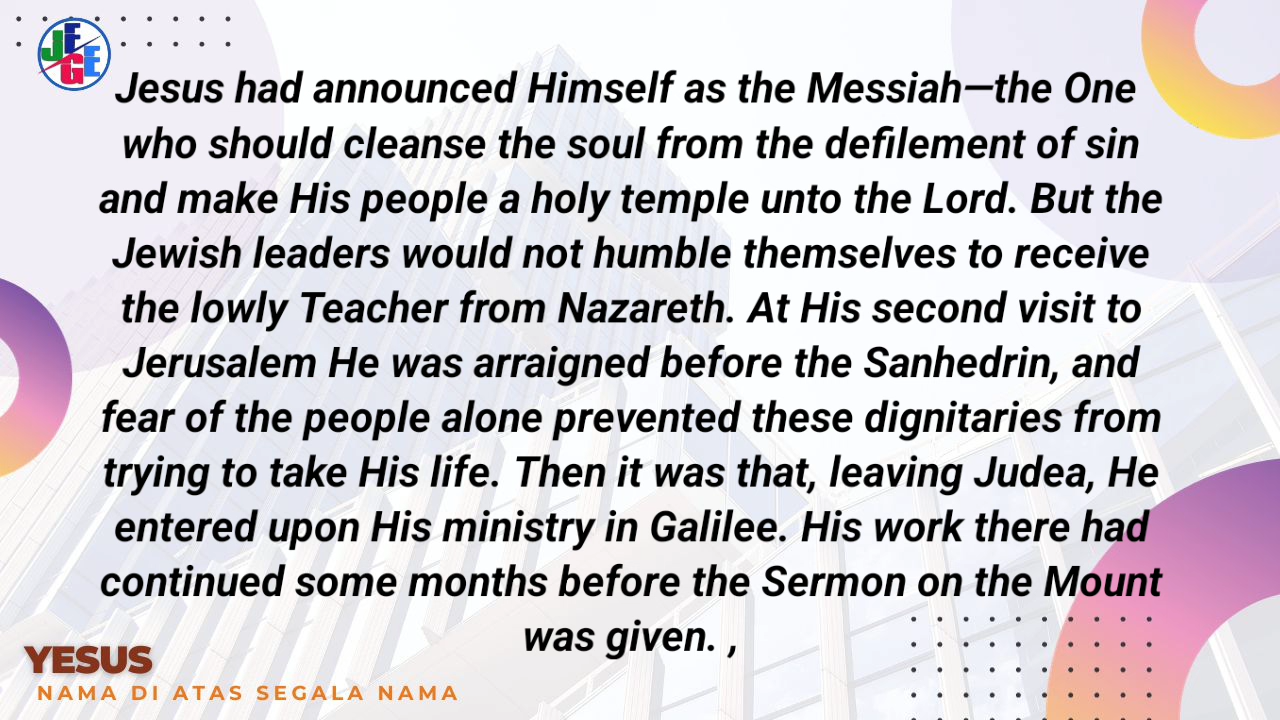 JEGE
Jesus had announced Himself as the Messiah—the One
who should cleanse the soul from the defilement of sin
and make His people a holy temple unto the Lord. But the
Jewish leaders would not humble themselves to receive
the lowly Teacher from Nazareth. At His second visit to
Jerusalem He was arraigned before the Sanhedrin, and
fear of the people alone prevented these dignitaries from
trying to take His life. Then it was that, leaving Judea, He
entered upon His ministry in Galilee. His work there had
continued some months before the Sermon on the Mount
was given. ,
YESUS
NAMA DI ATAS SEGALA NAMA